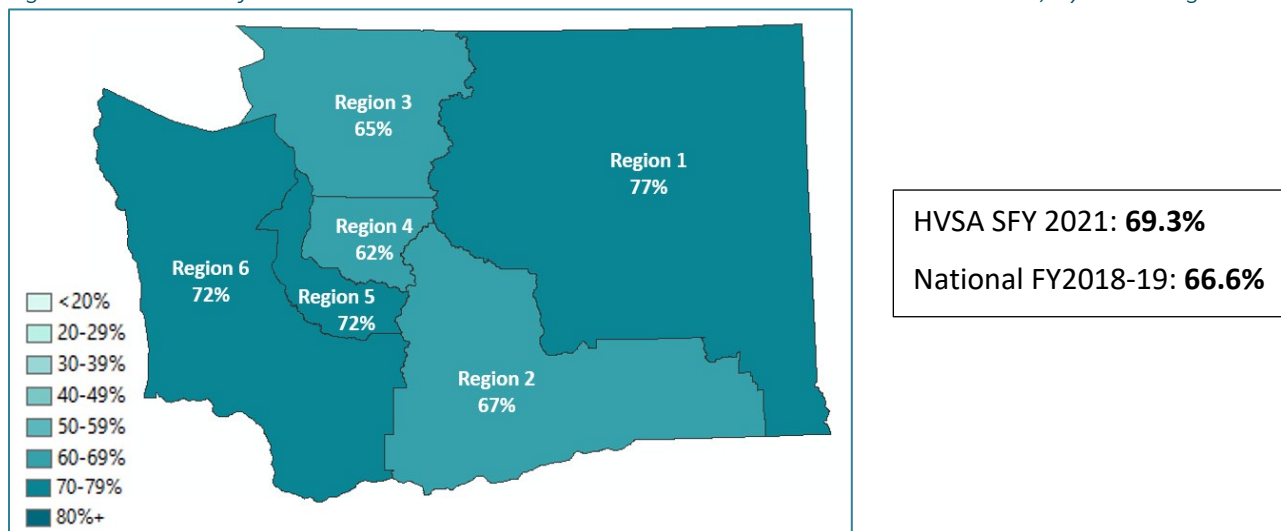 Region 3
65%
Region 1
77%
Region 4
62%
Region 6
72%
Region 5
72%
Region 2
67%
<20%
20-29%
30-39%
40-49%
50-59%
60-69%
70-79%
80%+
HVSA SFY 2021: 69.3%
National FY2018-19: 66.6%